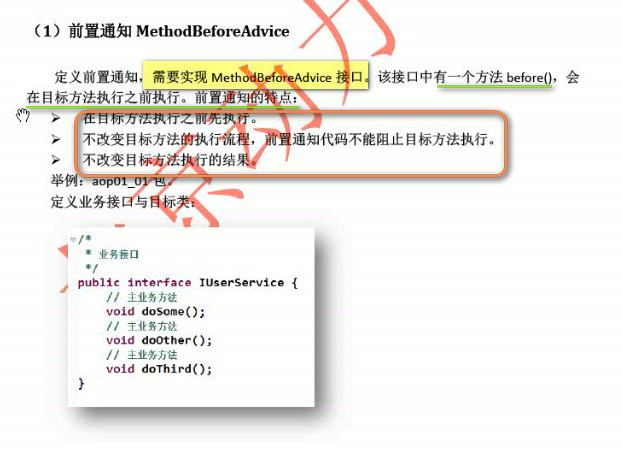 (1)前置通知 MethodBeforeAdvice
定义前置通知,需要实现 MethodBeforeAdvice 接口。该接口中有一个方法 before(),会
在目标方法执行之前执行。前置通知的特点:
➢ 在目标方法执行之前先执行。
➢ 不改变目标方法的执行流程,前置通知代码不能阻止目标方法执行。
➢ 不改变目标方法执行的结果。
举例:aop01_01 包。
定义业务接口与目标类:
/*
* 业务接口
*/
public interface IUserService {
// 主业务方法
void doSome();
// 主业务方法
void doOther();
// 主业务方法
void doThird();
}